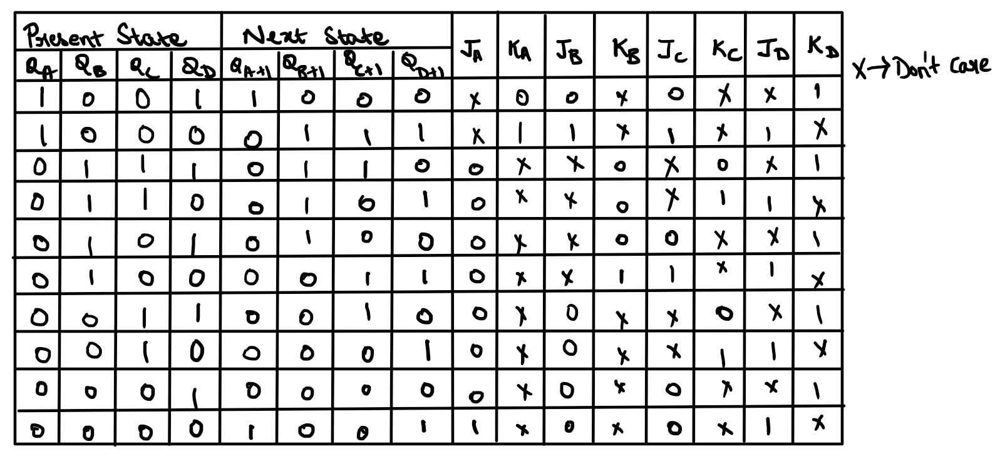 Present State Next State J_A K_A J_B K_B J_C K_C J_D K_D
Q_A Q_B Q_C Q_D Q_A+1 Q_B+1 Q_C+1 Q_D+1 X→Don't care
1 0 0 1 1 0 0 0 x 0 0 x 0 x x 1
1 0 0 0 0 1 1 1 x 1 1 x 1 x 1 x
0 1 1 1 0 1 1 0 0 x x 0 x 0 x 1
0 1 1 0 0 1 0 1 0 x x 0 x 1 1 x
0 1 0 1 0 1 0 0 0 x x 0 0 x x 1
0 1 0 0 0 0 1 1 0 x x 1 1 x 1 x
0 0 1 1 0 0 1 0 0 x 0 x x 0 x 1
0 0 1 0 0 0 0 1 0 x 0 x x 1 1 x
0 0 0 1 0 0 0 0 0 x 0 x 0 x x 1
0 0 0 0 1 0 0 1 1 x 0 x 0 x 1 x